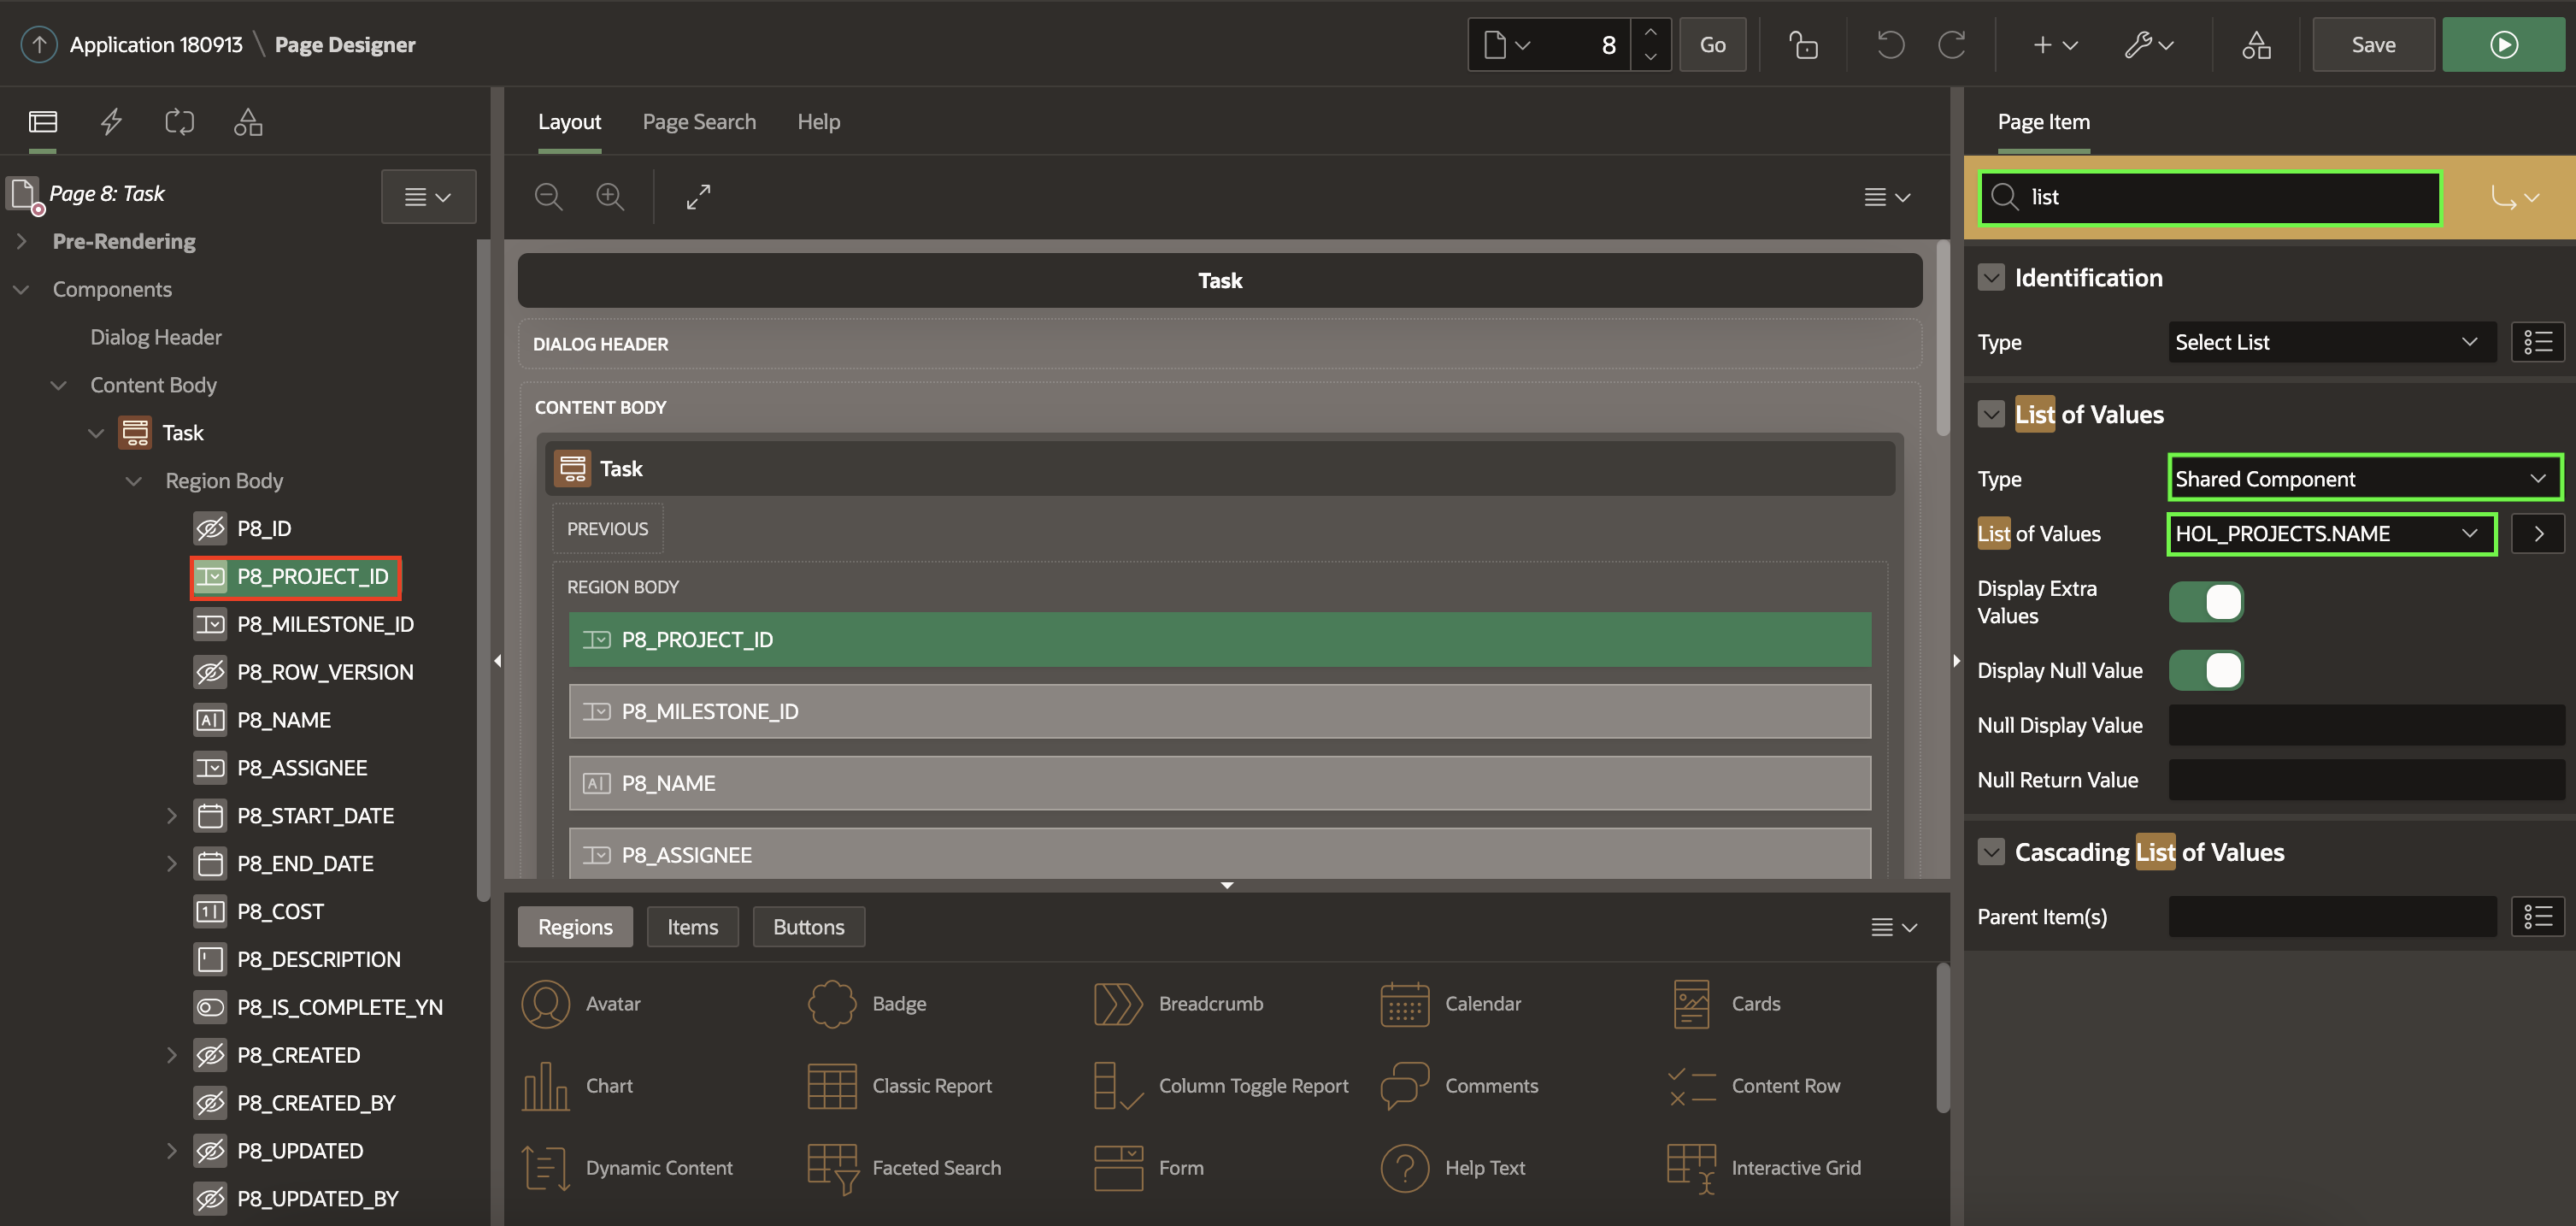 Application 180913 \ Page Designer
8
Go
Save
Page 8: Task
Pre-Rendering
Components
Dialog Header
Content Body
Task
Region Body
P8_ID
P8_PROJECT_ID
P8_MILESTONE_ID
P8_ROW_VERSION
P8_NAME
P8_ASSIGNEE
P8_START_DATE
P8_END_DATE
P8_COST
P8_DESCRIPTION
P8_IS_COMPLETE_YN
P8_CREATED
P8_CREATED_BY
P8_UPDATED
P8_UPDATED_BY
Layout
Page Search
Help
Task
DIALOG HEADER
CONTENT BODY
Task
PREVIOUS
REGION BODY
P8_PROJECT_ID
P8_MILESTONE_ID
P8_NAME
P8_ASSIGNEE
Regions
Items
Buttons
Avatar
Badge
Breadcrumb
Calendar
Cards
Chart
Classic Report
Column Toggle Report
Comments
Content Row
Dynamic Content
Faceted Search
Form
Help Text
Interactive Grid
Page Item
list
Identification
Type
Select List
List of Values
Type
Shared Component
List of Values
HOL_PROJECTS.NAME
Display Extra
Values
Display Null Value
Null Display Value
Null Return Value
Cascading List of Values
Parent Item(s)